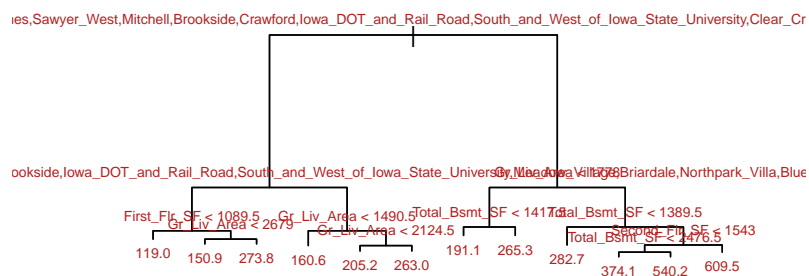 nes,Sawyer_West,Mitchell,Brookside,Crawford,Iowa_DOT_and_Rail_Road,South_and_West_of_Iowa_State_University,Clear_Cr
ookside,Iowa_DOT_and_Rail_Road,South_and_West_of_Iowa_State_University,Meadow_Village,Briardale,Northpark_Villa,Blue
Gr_Liv_Area < 1778
First_Flr_SF < 1089.5
Gr_Liv_Area < 1490.5
Total_Bsmt_SF < 1417.5
Total_Bsmt_SF < 1389.5
Gr_Liv_Area < 2679
Gr_Liv_Area < 2124.5
Second_Flr_SF < 1543
Total_Bsmt_SF < 2476.5
119.0
150.9
273.8
160.6
205.2
263.0
191.1
265.3
282.7
374.1
540.2
609.5